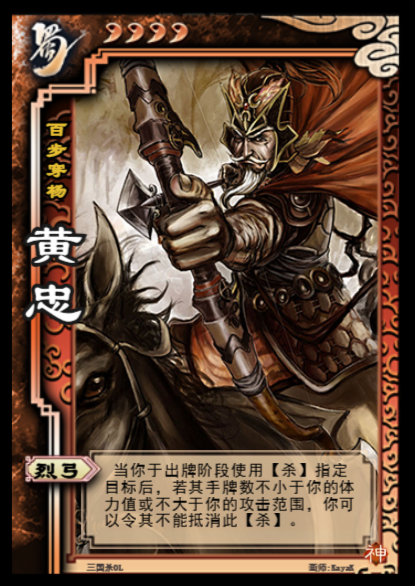 蜀
百步穿杨
黄忠
烈弓
当你于出牌阶段使用【杀】指定
目标后，若其手牌数不小于你的体
力值或不大于你的攻击范围，你可
以令其不能抵消此【杀】。
神
三国杀OL
画师:KayaK